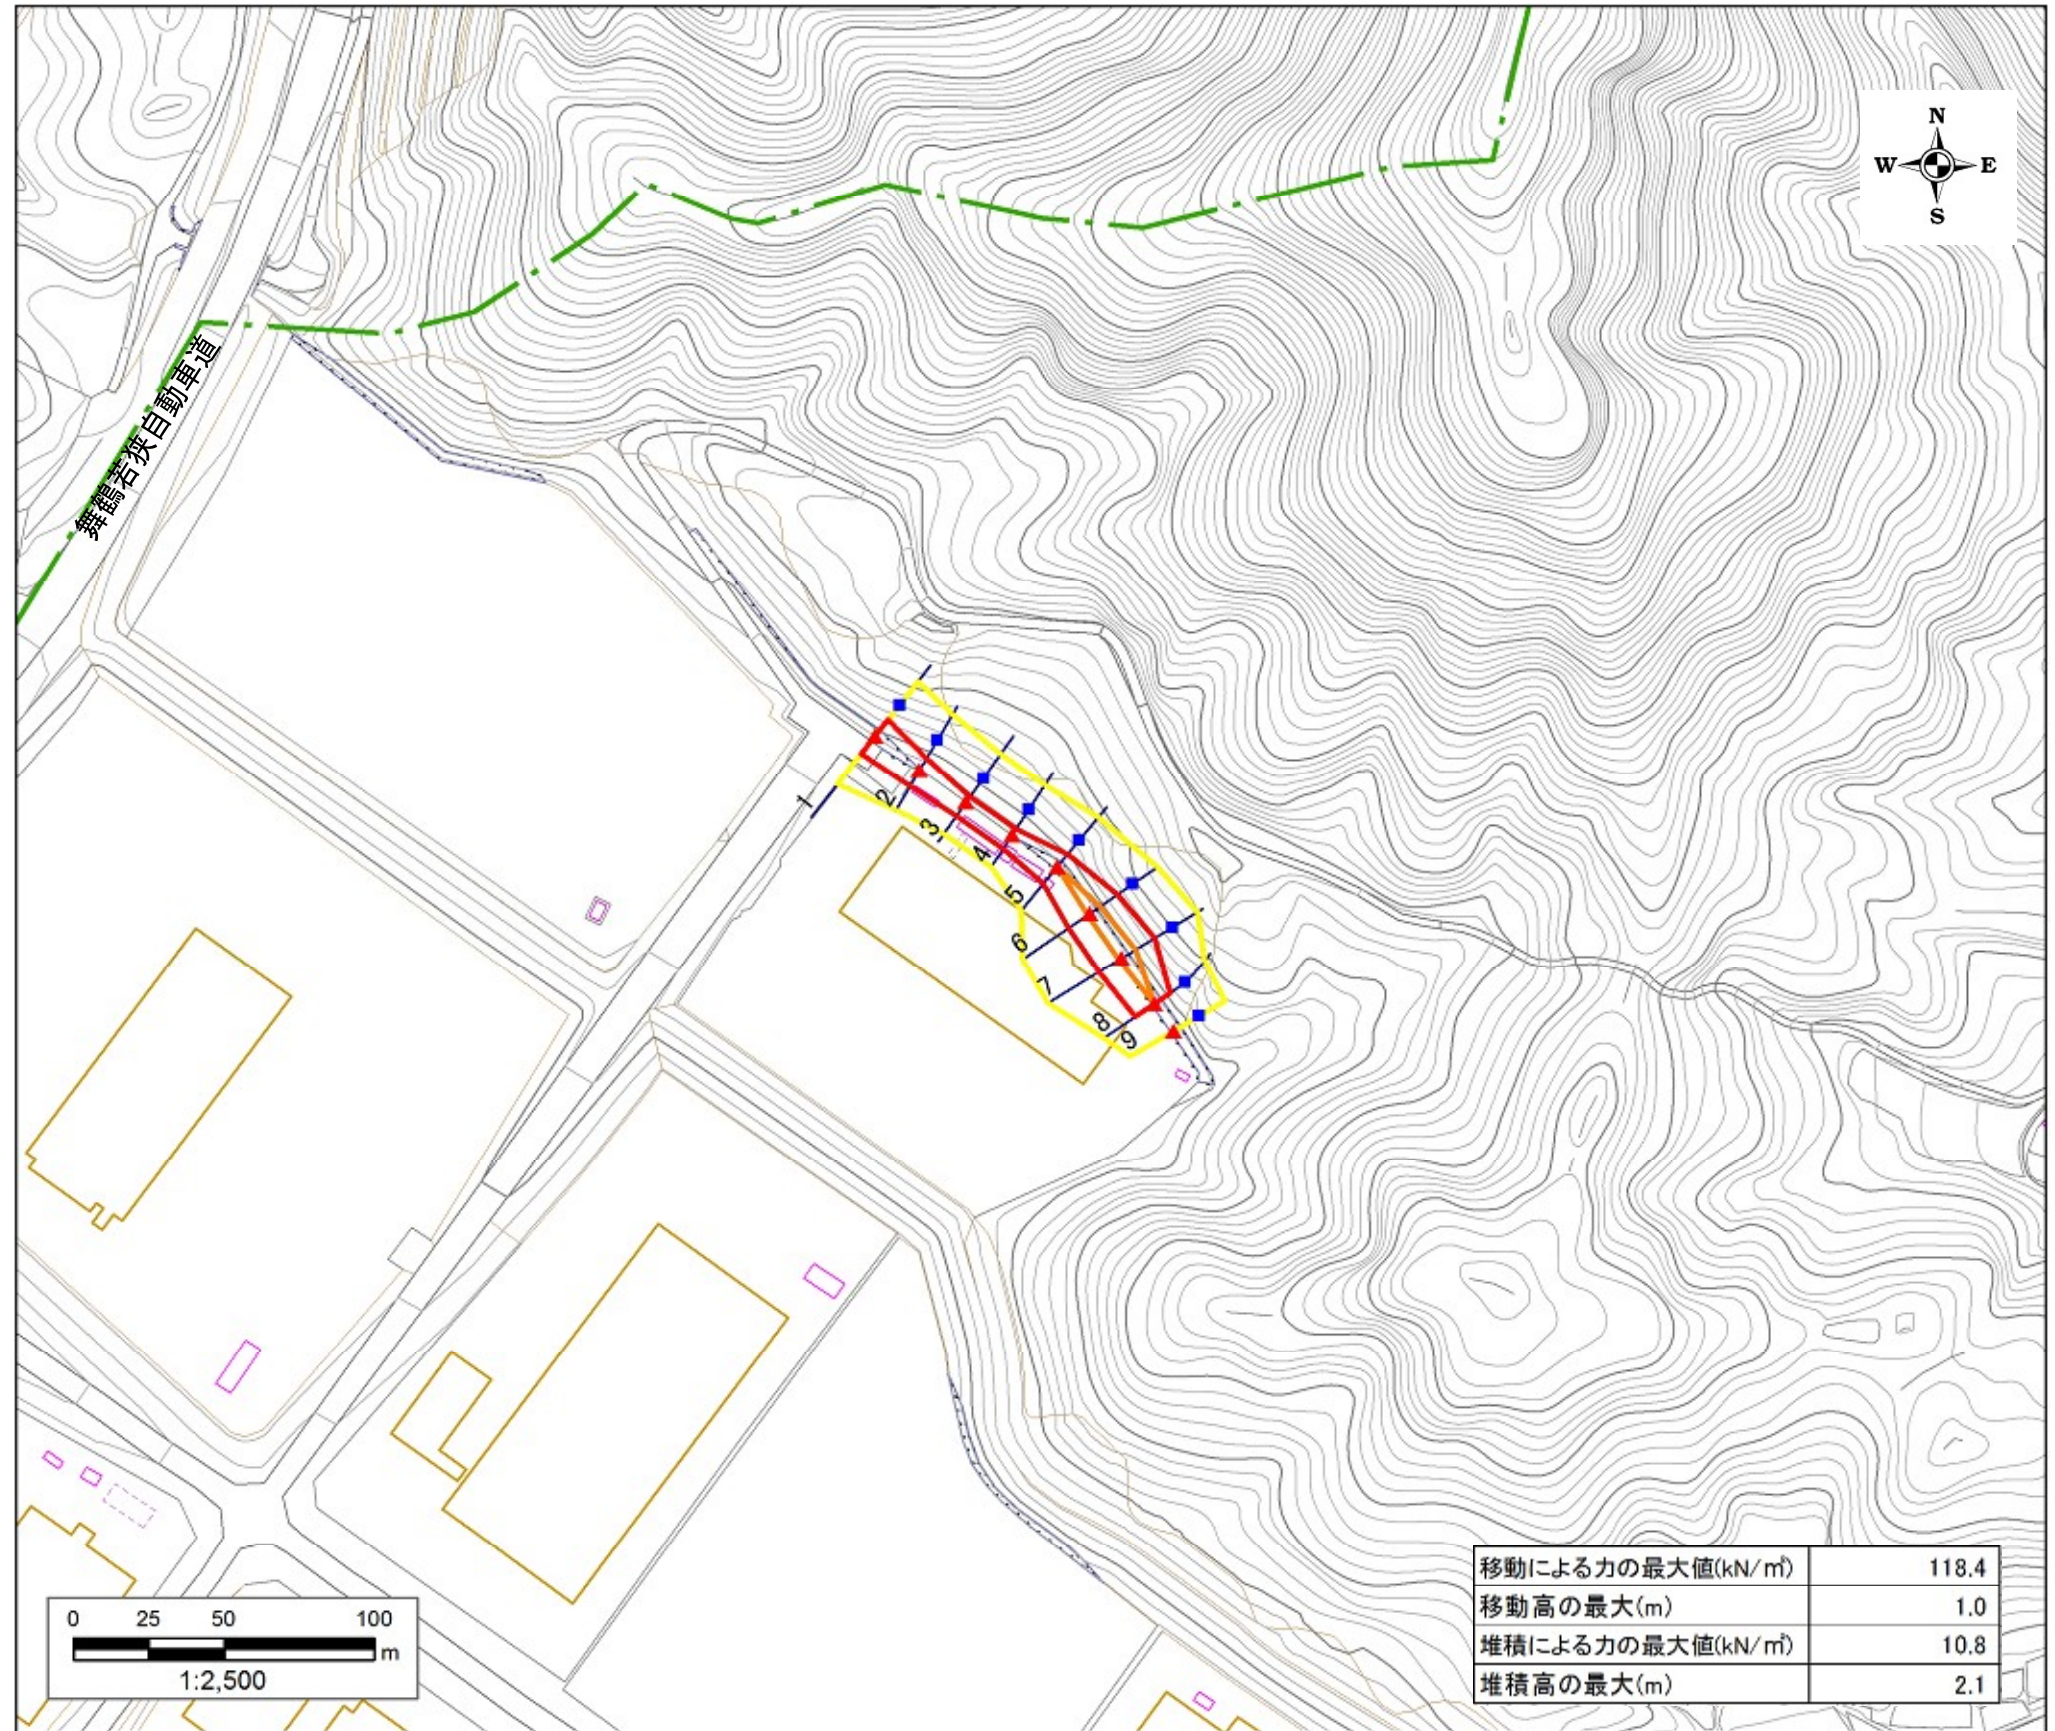 N
W E
S
舞鶴若狭自動車道
1
2
3
4
5
6
7
8
9
移動による力の最大値(kN/㎡) 118.4
移動高の最大(m) 1.0
堆積による力の最大値(kN/㎡) 10.8
堆積高の最大(m) 2.1
0 25 50 100
m
1:2,500